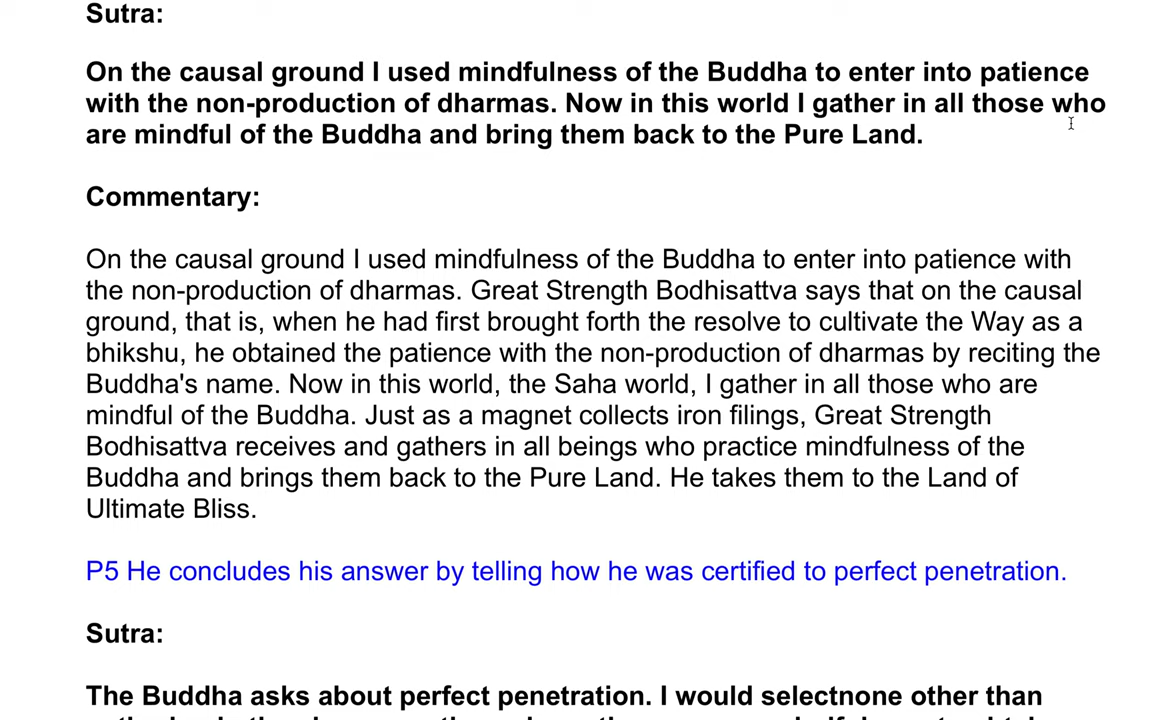 Sutra:
On the causal ground I used mindfulness of the Buddha to enter into patience
with the non-production of dharmas. Now in this world I gather in all those who
are mindful of the Buddha and bring them back to the Pure Land.
Commentary:
On the causal ground I used mindfulness of the Buddha to enter into patience with
the non-production of dharmas. Great Strength Bodhisattva says that on the causal
ground, that is, when he had first brought forth the resolve to cultivate the Way as a
bhikshu, he obtained the patience with the non-production of dharmas by reciting the
Buddha's name. Now in this world, the Saha world, I gather in all those who are
mindful of the Buddha. Just as a magnet collects iron filings, Great Strength
Bodhisattva receives and gathers in all beings who practice mindfulness of the
Buddha and brings them back to the Pure Land. He takes them to the Land of
Ultimate Bliss.
P5 He concludes his answer by telling how he was certified to perfect penetration.
Sutra:
The Buddha asks about perfect penetration. I would selectnone other than